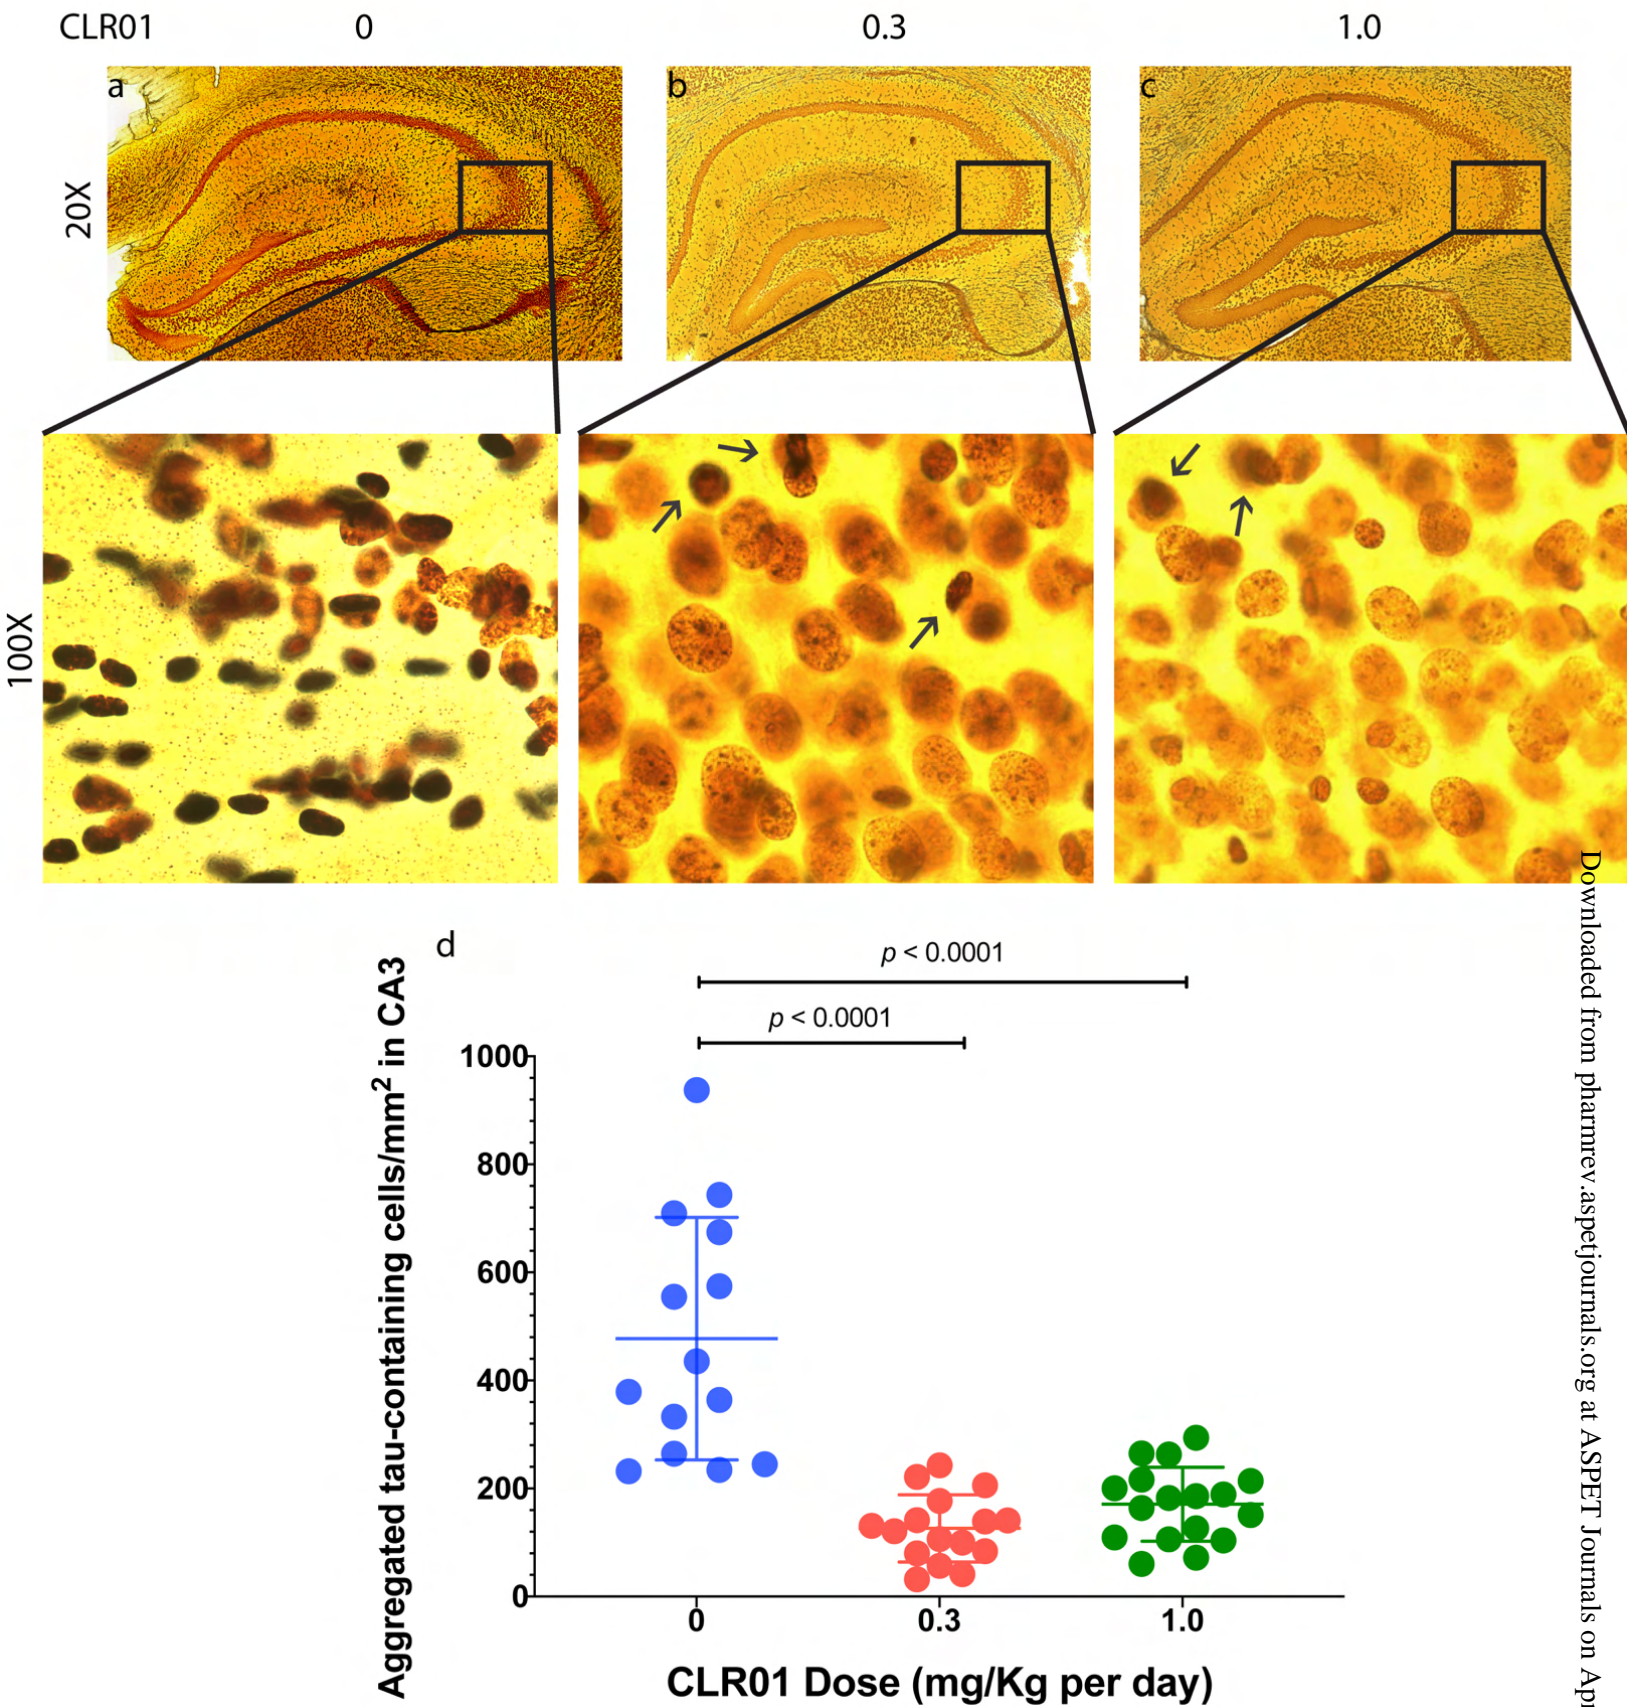 CLR01 0 0.3 1.0
a b c
20X
100X
d
p < 0.0001
p < 0.0001
Aggregated tau-containing cells/mm² in CA3
1000
800
600
400
200
0
0 0.3 1.0
CLR01 Dose (mg/Kg per day)
Downloaded from pharmrev.aspetjournals.org at ASPET Journals on